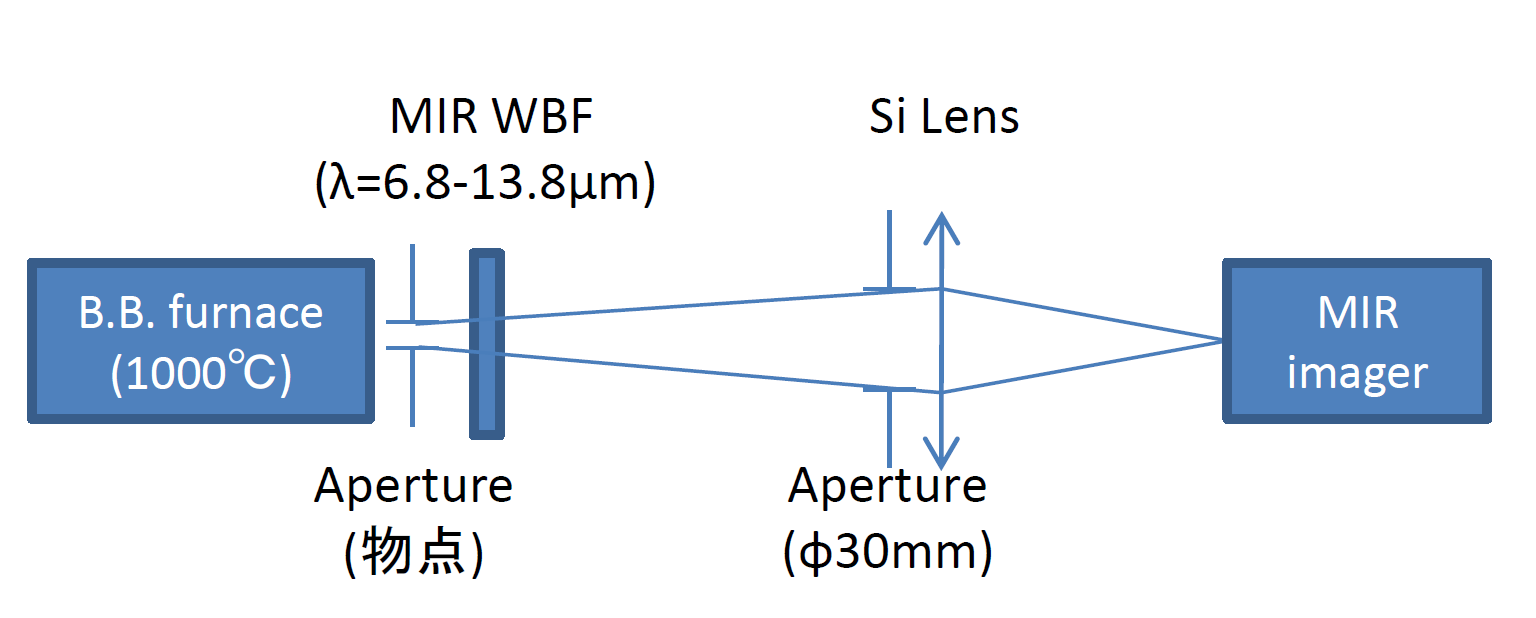 MIR WBF
(λ=6.8-13.8μm)
Si Lens
B.B. furnace
(1000℃)
MIR
imager
Aperture
(物点)
Aperture
(ϕ30mm)